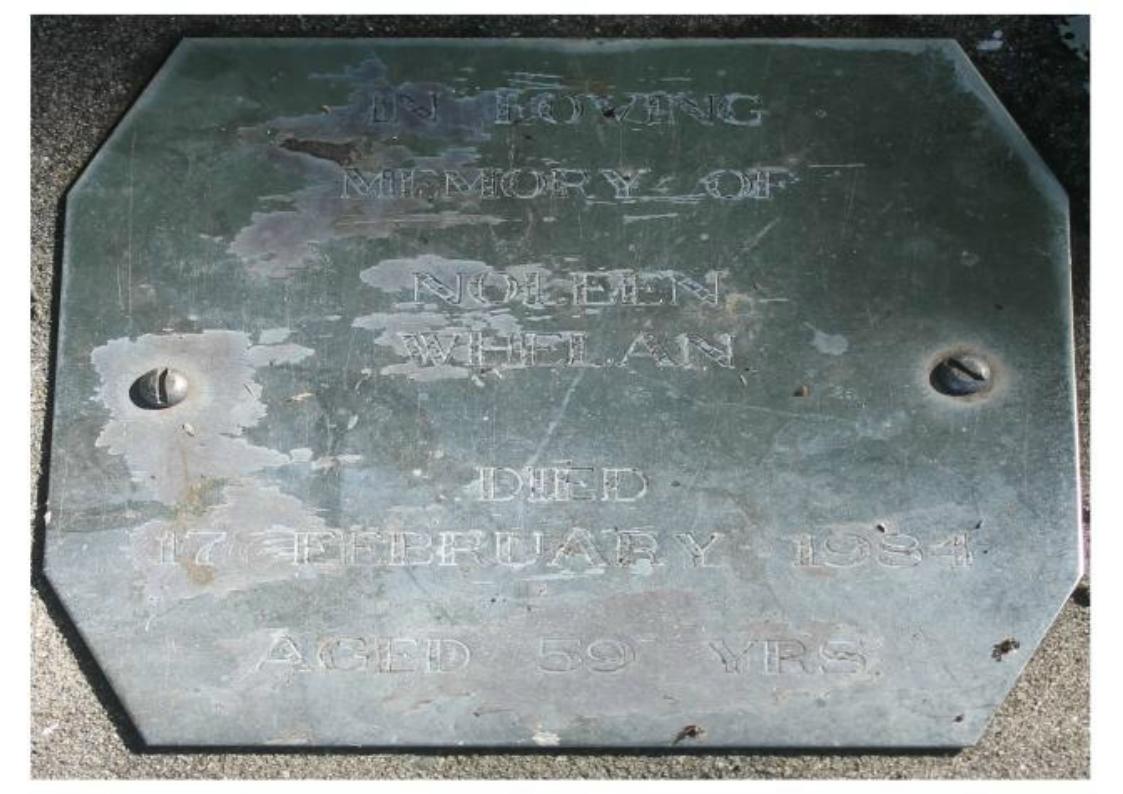 IN LOVING
MEMORY OF
NOLEEN
WHELAN
DIED
17 FEBRUARY 1984
AGED 59 YRS